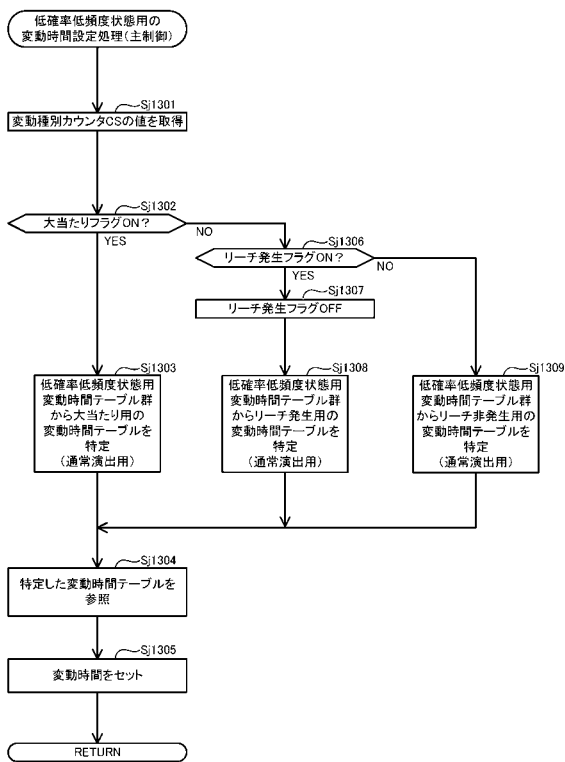 低確率低頻度状態用の
変動時間設定処理(主制御)
Sj1301
変動種別カウンタCSの値を取得
Sj1302
大当たりフラグON?
YES
NO
Sj1306
リーチ発生フラグON?
YES
NO
Sj1307
リーチ発生フラグOFF
Sj1303
低確率低頻度状態用
変動時間テーブル群
から大当たり用の
変動時間テーブルを
特定
(通常演出用)
Sj1308
低確率低頻度状態用
変動時間テーブル群
からリーチ発生用の
変動時間テーブルを
特定
(通常演出用)
Sj1309
低確率低頻度状態用
変動時間テーブル群
からリーチ非発生用の
変動時間テーブルを
特定
(通常演出用)
Sj1304
特定した変動時間テーブルを
参照
Sj1305
変動時間をセット
RETURN